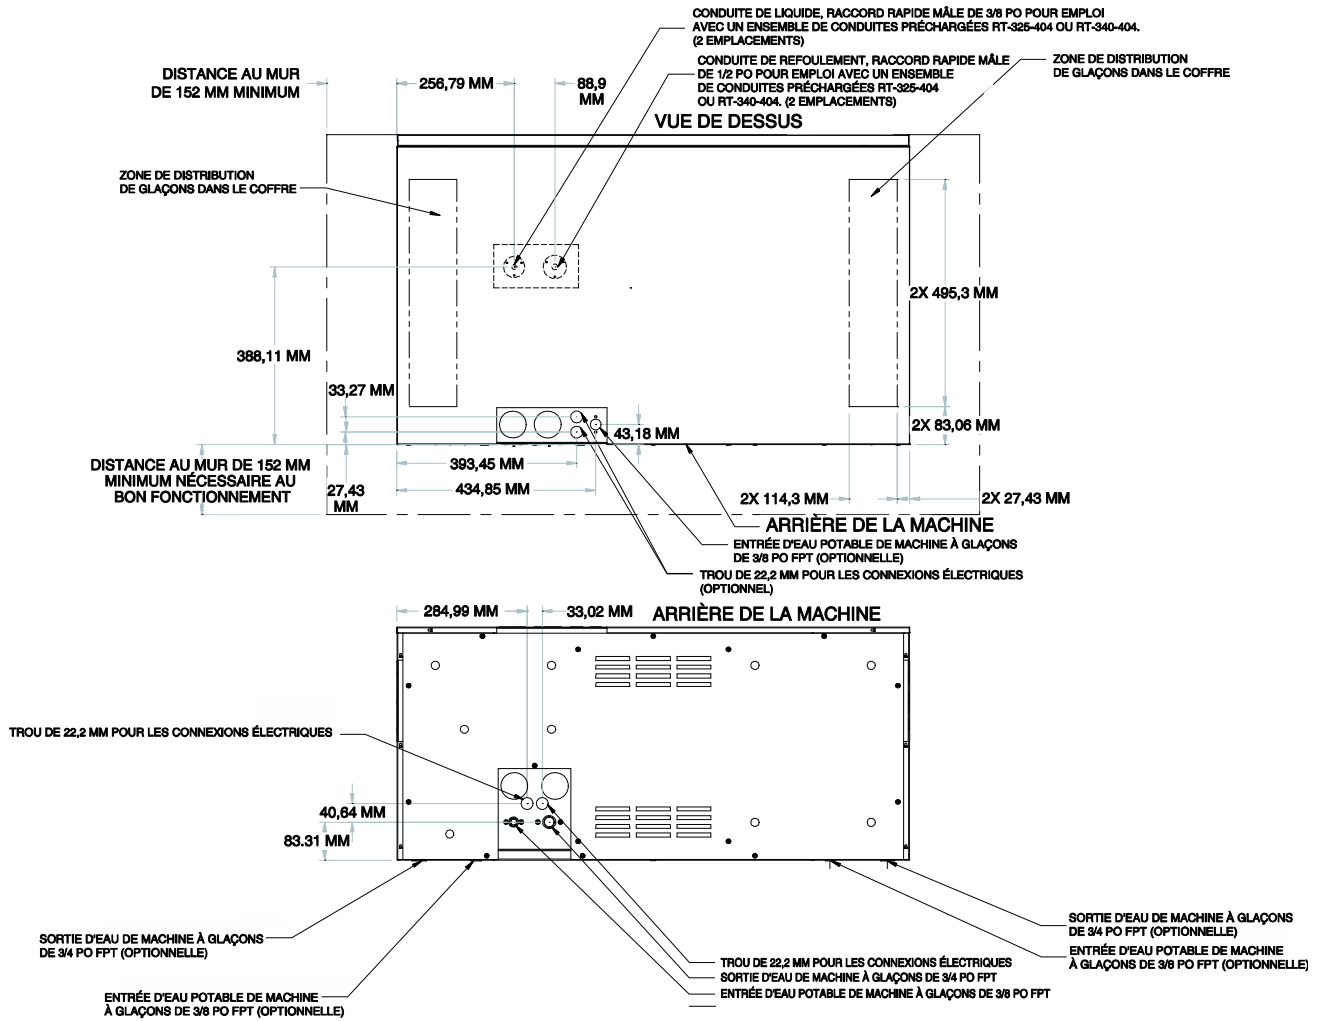 CONDUITE DE LIQUIDE, RACCORD RAPIDE MÂLE DE 3/8 PO POUR EMPLOI
AVEC UN ENSEMBLE DE CONDUITES PRÉCHARGÉES RT-325-404 OU RT-340-404.
(2 EMPLACEMENTS)
CONDUITE DE REFOULEMENT, RACCORD RAPIDE MÂLE
DE 1/2 PO POUR EMPLOI AVEC UN ENSEMBLE
DE CONDUITES PRÉCHARGÉES RT-325-404
OU RT-340-404. (2 EMPLACEMENTS)
ZONE DE DISTRIBUTION
DE GLAÇONS DANS LE COFFRE
DISTANCE AU MUR
DE 152 MM MINIMUM
256,79 MM
88,9
MM
VUE DE DESSUS
ZONE DE DISTRIBUTION
DE GLAÇONS DANS LE COFFRE
2X 495,3 MM
388,11 MM
33,27 MM
2X 83,06 MM
43,18 MM
DISTANCE AU MUR DE 152 MM
MINIMUM NÉCESSAIRE AU
BON FONCTIONNEMENT
393,45 MM
27,43
MM
434,85 MM
2X 114,3 MM
2X 27,43 MM
ARRIÈRE DE LA MACHINE
ENTRÉE D'EAU POTABLE DE MACHINE À GLAÇONS
DE 3/8 PO FPT (OPTIONNELLE)
TROU DE 22,2 MM POUR LES CONNEXIONS ÉLECTRIQUES
(OPTIONNEL)
284,99 MM
33,02 MM
ARRIÈRE DE LA MACHINE
TROU DE 22,2 MM POUR LES CONNEXIONS ÉLECTRIQUES
40,64 MM
83.31 MM
SORTIE D'EAU DE MACHINE À GLAÇONS
DE 3/4 PO FPT (OPTIONNELLE)
SORTIE D'EAU DE MACHINE À GLAÇONS
DE 3/4 PO FPT (OPTIONNELLE)
ENTRÉE D'EAU POTABLE DE MACHINE
À GLAÇONS DE 3/8 PO FPT (OPTIONNELLE)
TROU DE 22,2 MM POUR LES CONNEXIONS ÉLECTRIQUES
SORTIE D'EAU DE MACHINE À GLAÇONS DE 3/4 PO FPT
ENTRÉE D'EAU POTABLE DE MACHINE À GLAÇONS DE 3/8 PO FPT
ENTRÉE D'EAU POTABLE DE MACHINE
À GLAÇONS DE 3/8 PO FPT (OPTIONNELLE)